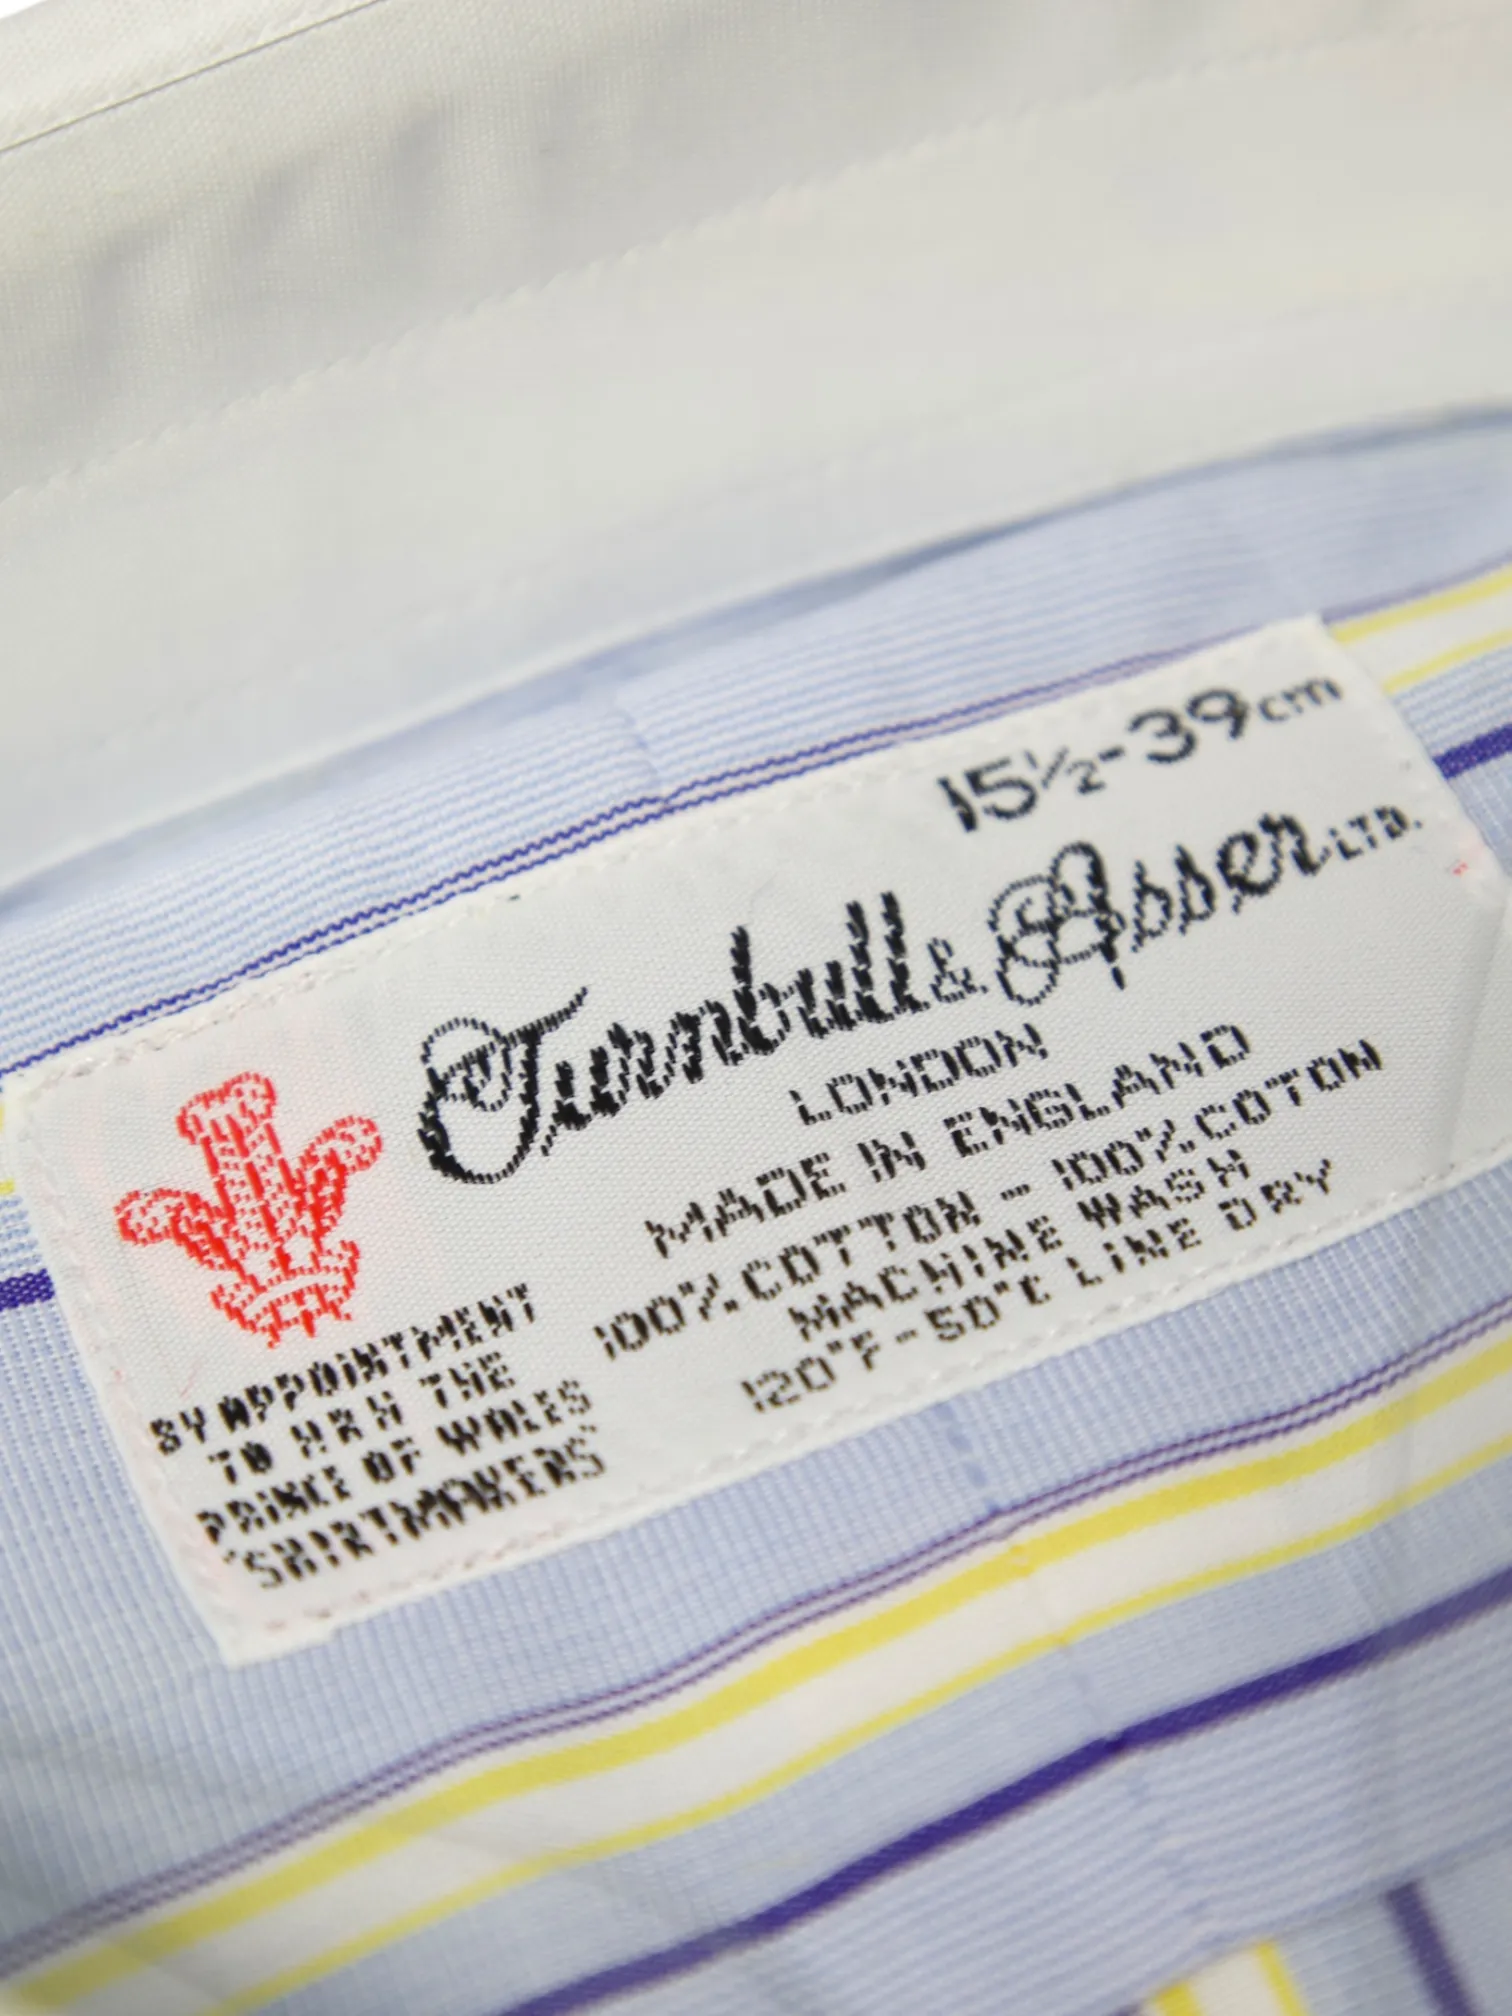 15½-39cm
Turnbull & Asser LTD.
LONDON
MADE IN ENGLAND
100% COTTON - 100% COTON
MACHINE WASH
120°F - 50°C LINE DRY
BY APPOINTMENT
TO H R H THE
PRINCE OF WALES
SHIRTMAKERS